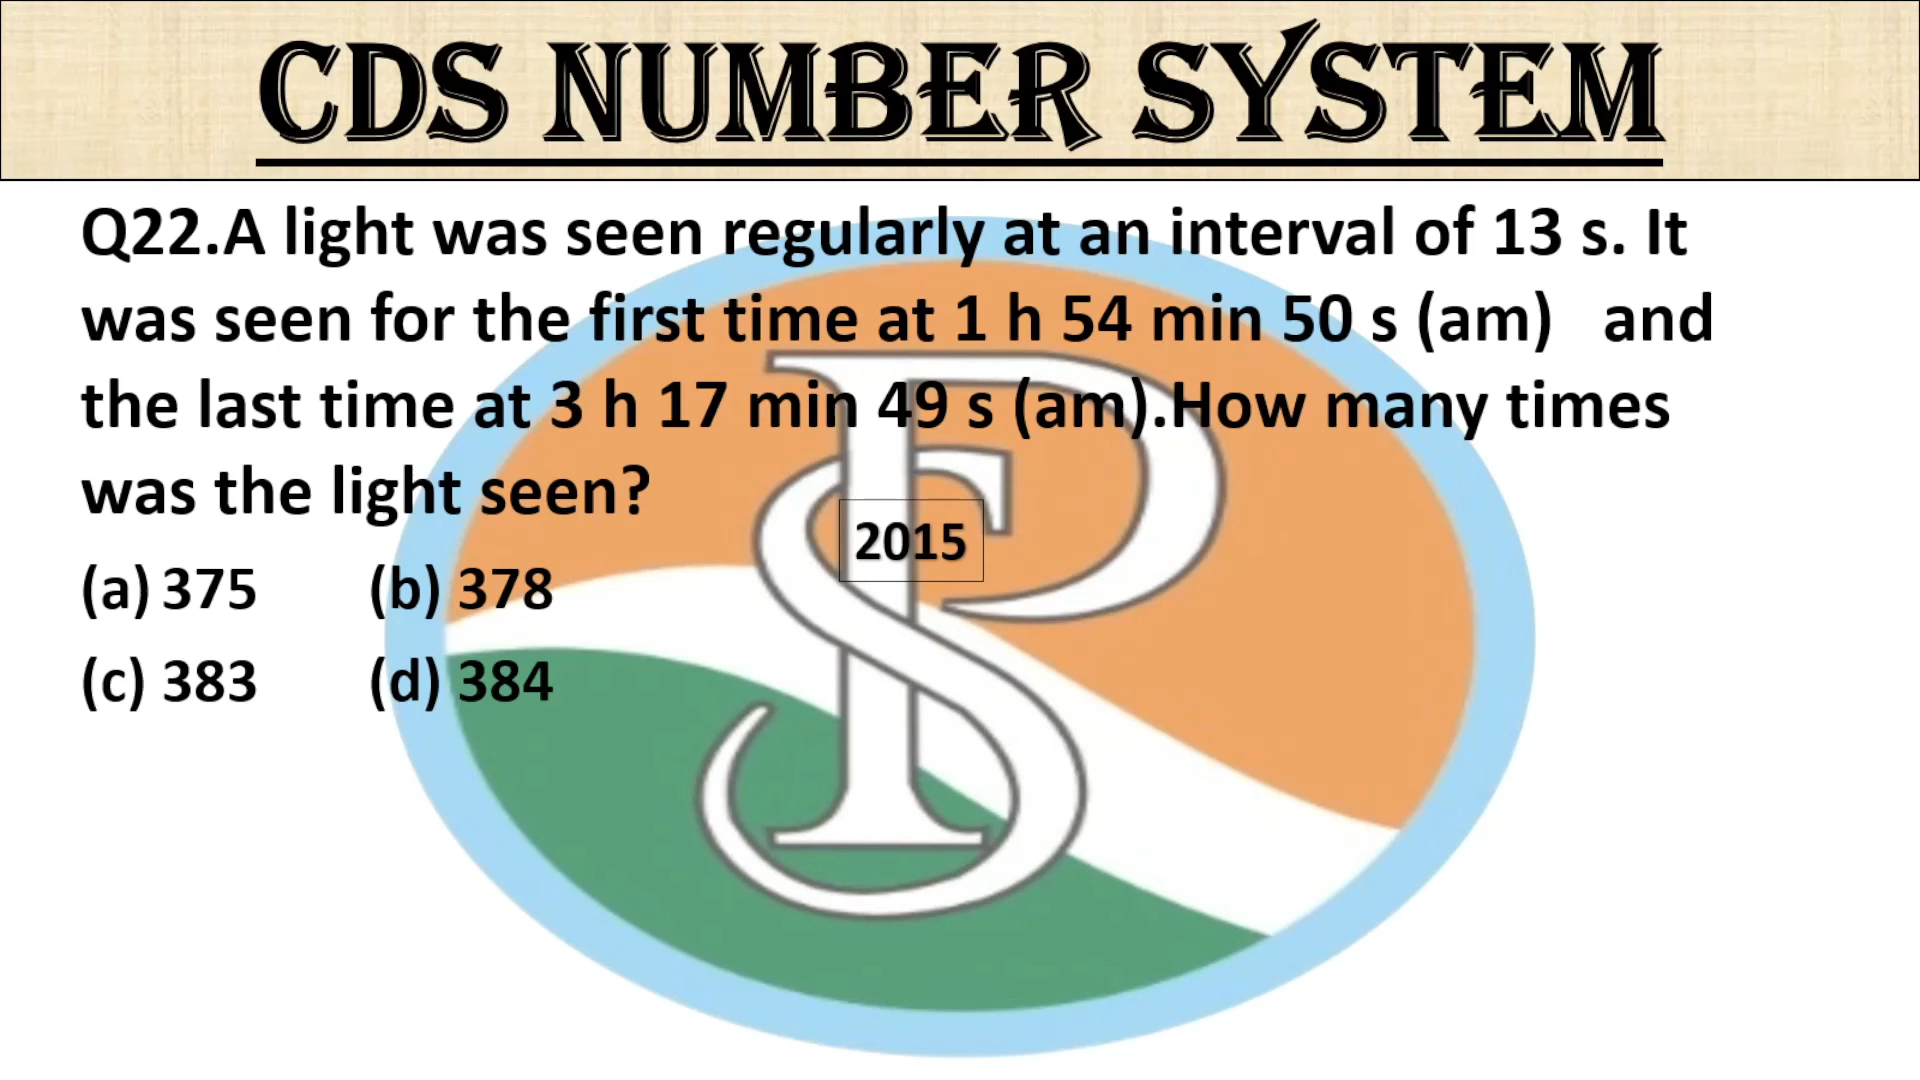 CDS NUMBER SYSTEM
Q22.A light was seen regularly at an interval of 13 s. It
was seen for the first time at 1 h 54 min 50 s (am) and
the last time at 3 h 17 min 49 s (am).How many times
was the light seen?
2015
(a) 375 (b) 378
(c) 383 (d) 384